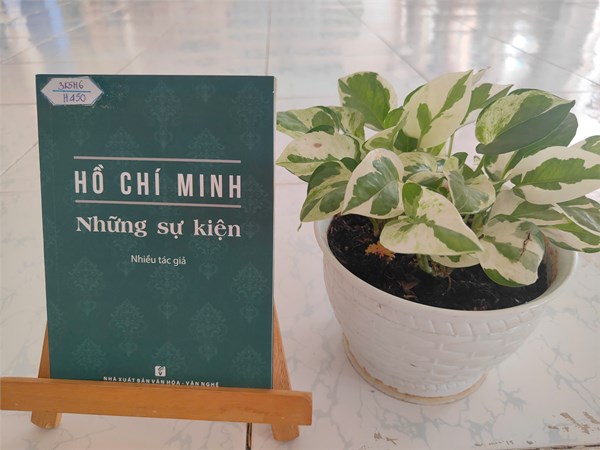 3K5H6
H450
HỒ CHÍ MINH
Những sự kiện
Nhiều tác giả
NHÀ XUẤT BẢN VĂN HÓA - VĂN NGHỆ